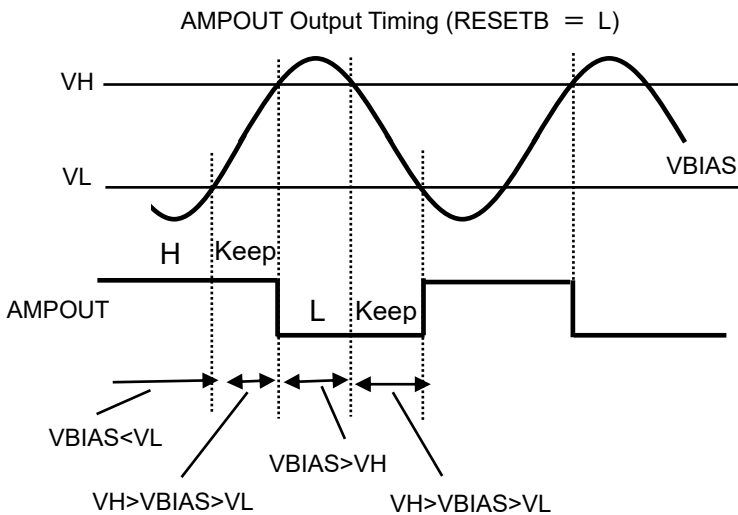 AMPOUT Output Timing (RESETB = L)
VH
VBIAS
VL
H Keep
AMPOUT
L Keep
VBIAS<VL
VBIAS>VH
VH>VBIAS>VL
VH>VBIAS>VL